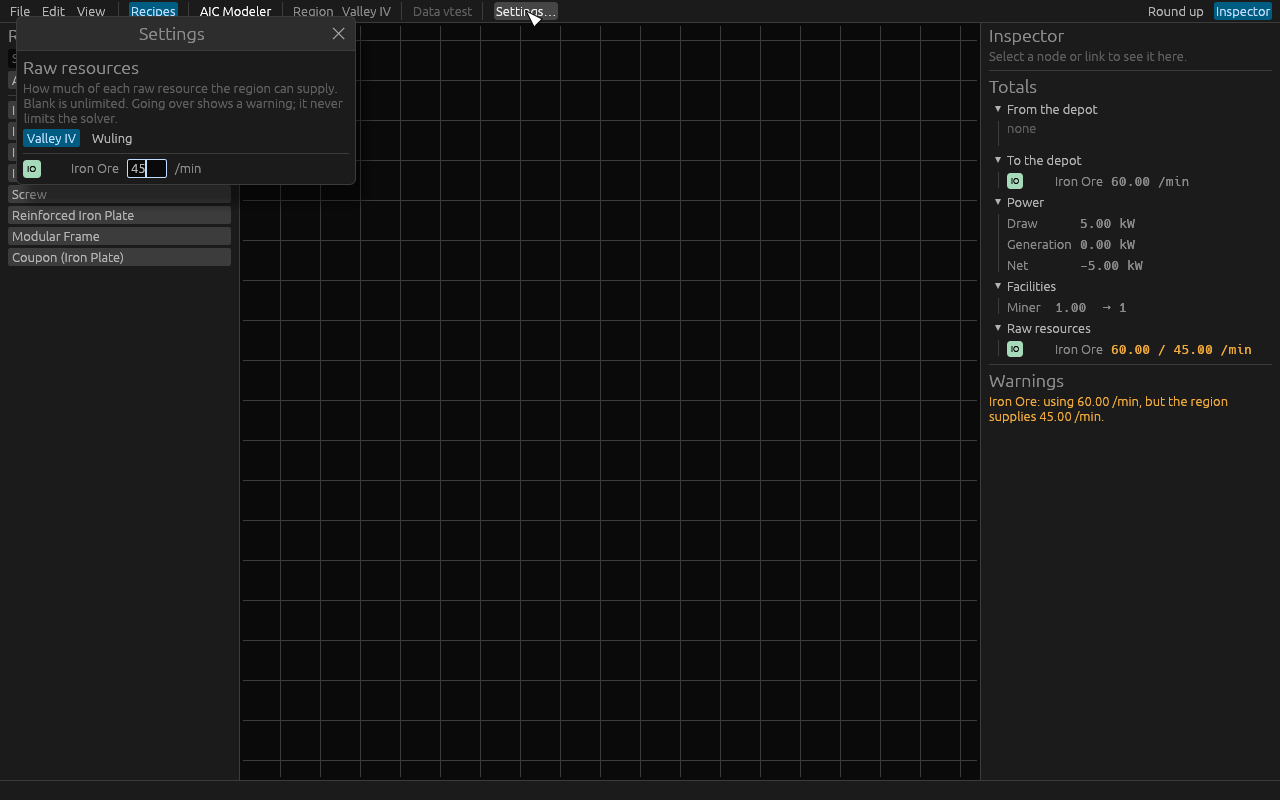 File Edit View Recipes AIC Modeler Region Valley IV Data vtest Settings... Round up Inspector
Settings
Raw resources
How much of each raw resource the region can supply.
Blank is unlimited. Going over shows a warning; it never
limits the solver.
Valley IV Wuling
IO Iron Ore 45 /min
Screw
Reinforced Iron Plate
Modular Frame
Coupon (Iron Plate)
Inspector
Select a node or link to see it here.
Totals
From the depot
none
To the depot
IO Iron Ore 60.00 /min
Power
Draw 5.00 kW
Generation 0.00 kW
Net −5.00 kW
Facilities
Miner 1.00 → 1
Raw resources
IO Iron Ore 60.00 / 45.00 /min
Warnings
Iron Ore: using 60.00 /min, but the region
supplies 45.00 /min.